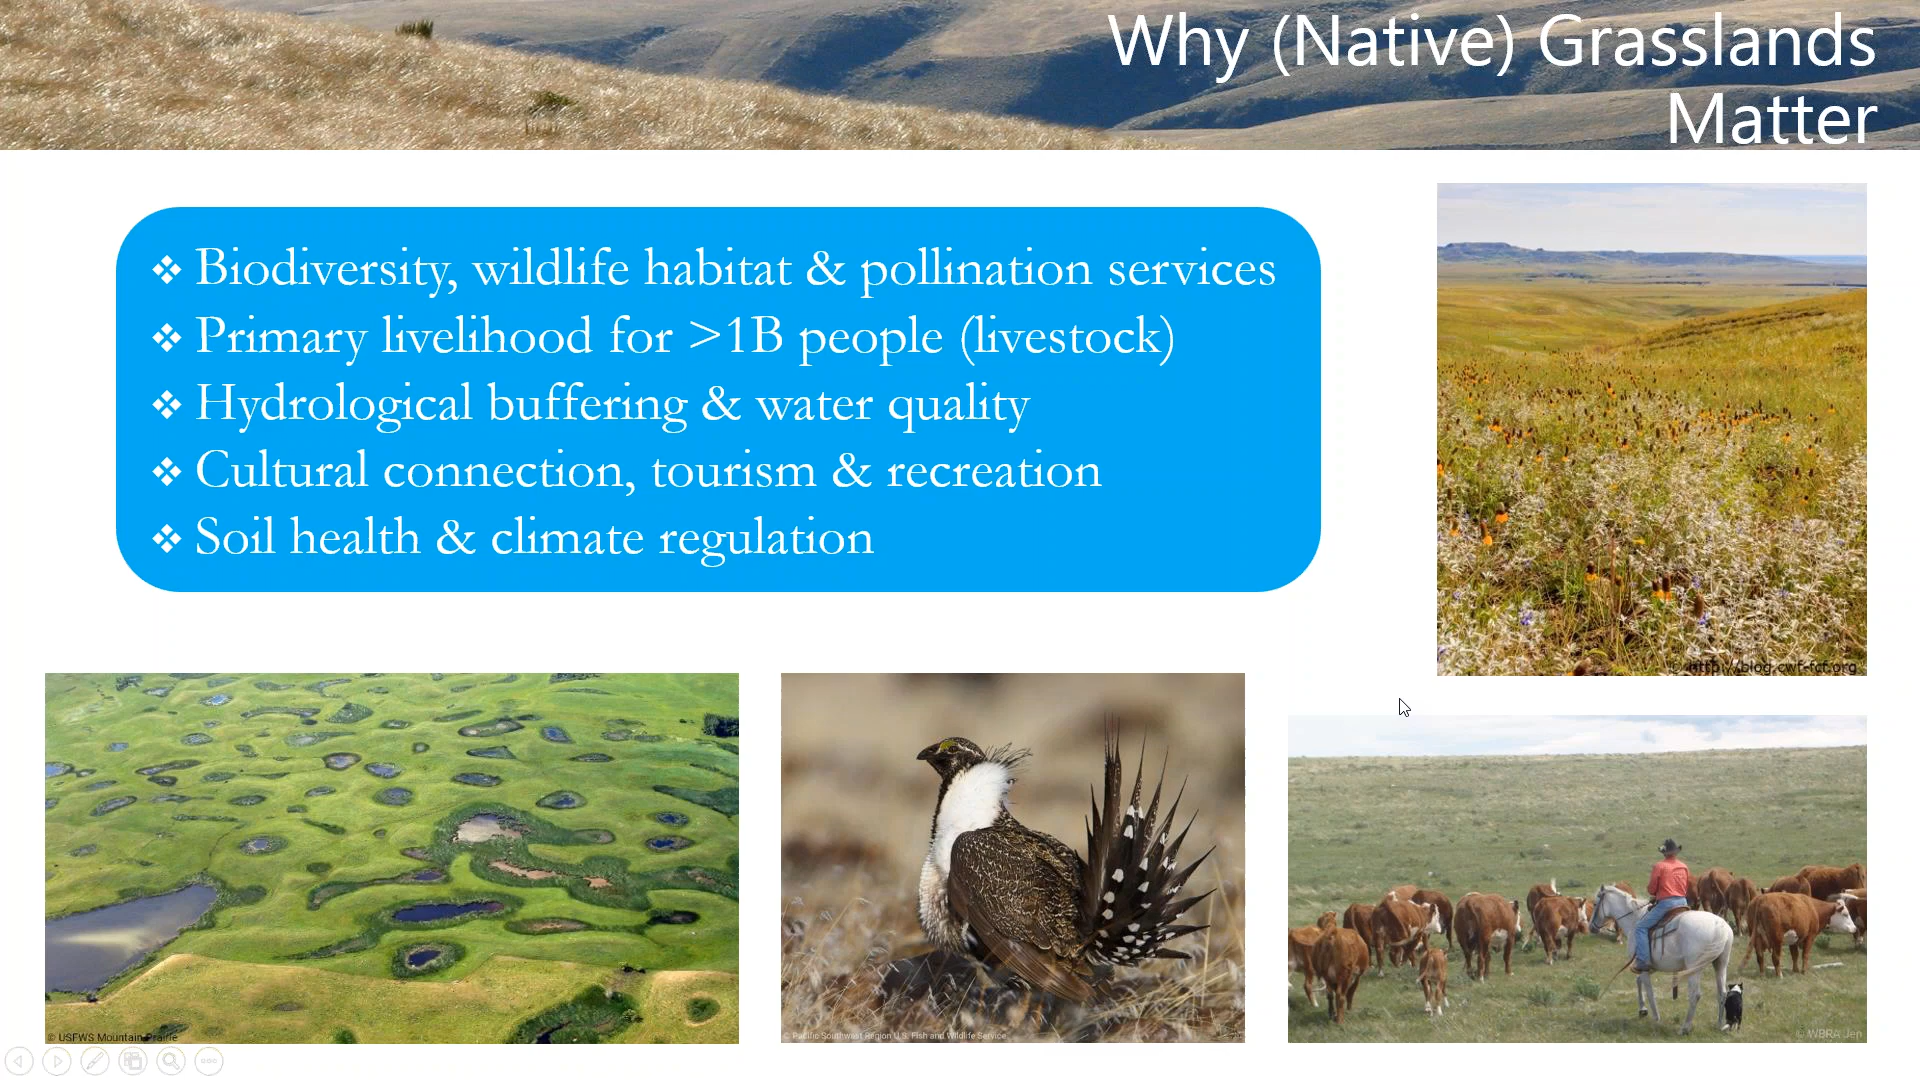 Why (Native) Grasslands
Matter
❖ Biodiversity, wildlife habitat & pollination services
❖ Primary livelihood for >1B people (livestock)
❖ Hydrological buffering & water quality
❖ Cultural connection, tourism & recreation
❖ Soil health & climate regulation
© http://blog.cwf-fcf.org
© USFWS Mountain Prairie
© Pacific Southwest Region U.S. Fish and Wildlife Service
© WBRA Jen